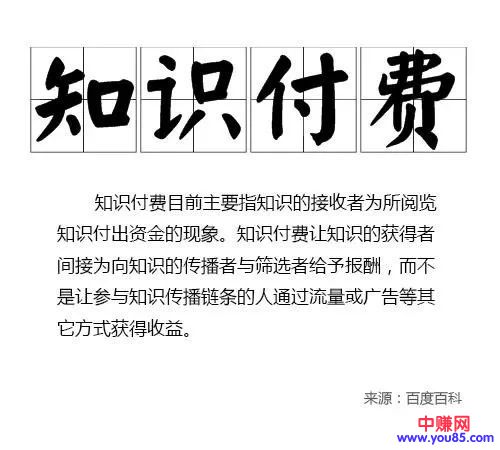 知识付费
知识付费目前主要指知识的接收者为所阅览
知识付出资金的现象。知识付费让知识的获得者
间接为向知识的传播者与筛选者给予报酬，而不
是让参与知识传播链条的人通过流量或广告等其
它方式获得收益。
来源：百度百科
中赚网
www.you85.com